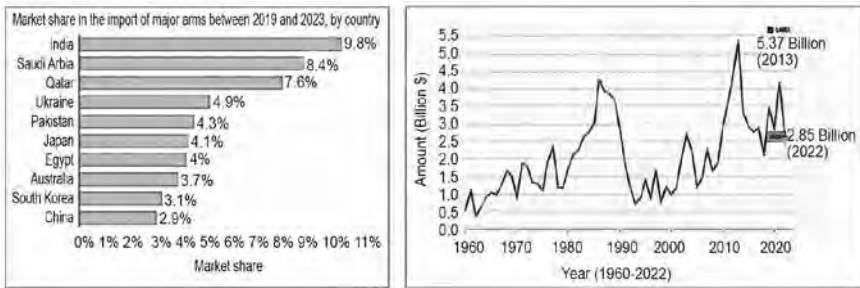 Market share in the import of major arms between 2019 and 2023, by country
India 9.8%
Saudi Arbia 8.4%
Qatar 7.6%
Ukraine 4.9%
Pakistan 4.3%
Japan 4.1%
Egypt 4%
Australia 3.7%
South Korea 3.1%
China 2.9%
0% 1% 2% 3% 4% 5% 6% 7% 8% 9% 10% 11%
Market share
Amount (Billion $)
5.5
5.0
4.5
4.0
3.5
3.0
2.5
2.0
1.5
1.0
0.5
0.0
5.37 Billion
(2013)
2.85 Billion
(2022)
1960 1970 1980 1990 2000 2010 2020
Year (1960-2022)